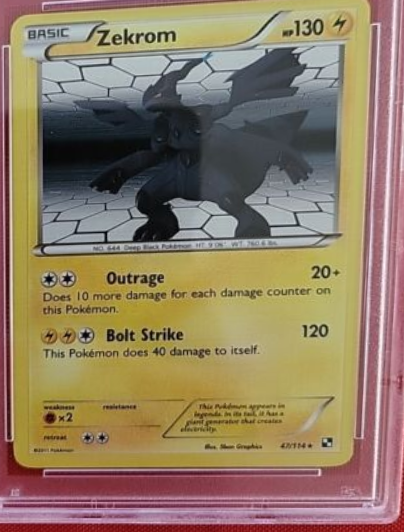 BASIC
Zekrom
HP130
NO. 644 Deep Black Pokémon HT. 9'06" WT. 760.6 lbs.
Outrage 20+
Does 10 more damage for each damage counter on
this Pokémon.
Bolt Strike 120
This Pokémon does 40 damage to itself.
weakness resistance
×2
This Pokémon appears in
legends. In its tail, it has a
giant generator that creates
electricity.
retreat
©2011 Pokémon
Illus. Shin Graphics 47/114